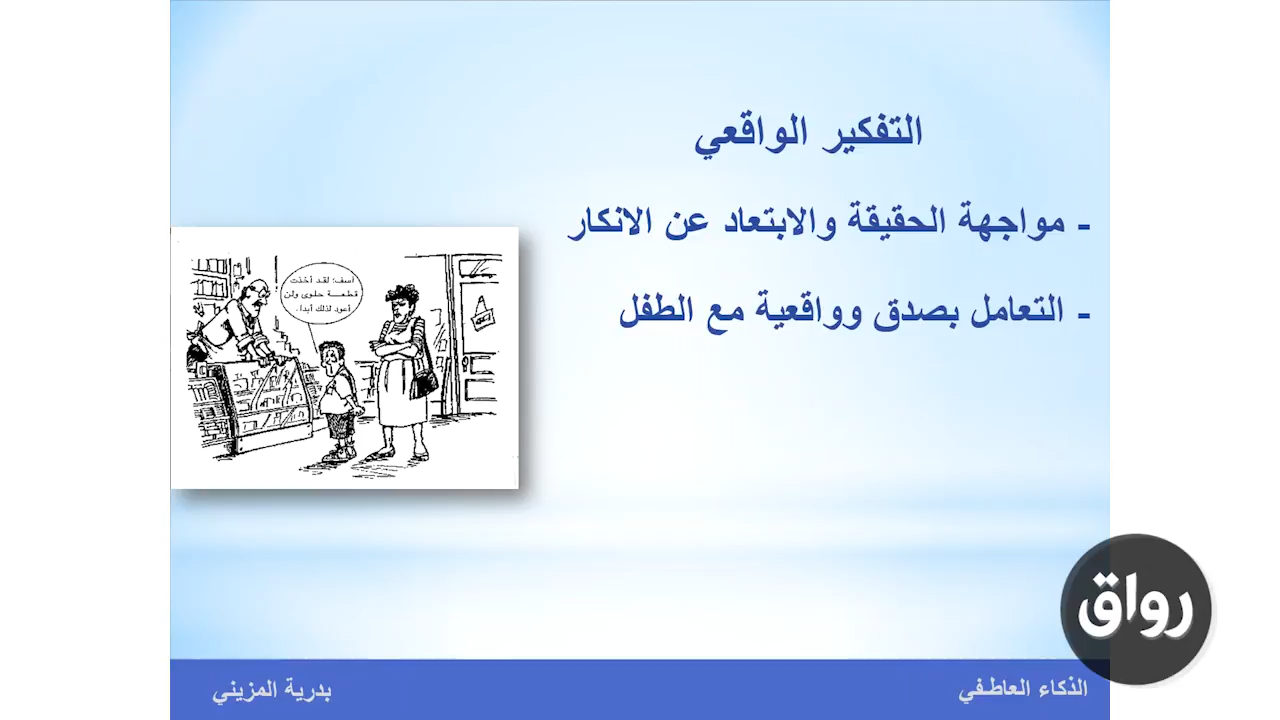 التفكير الواقعي
- مواجهة الحقيقة والابتعاد عن الانكار
- التعامل بصدق وواقعية مع الطفل
آسف؛ لقد أخذت
قطعة حلوى ولن
أعود لذلك أبدا.
رواق
الذكاء العاطفي
بدرية المزيني